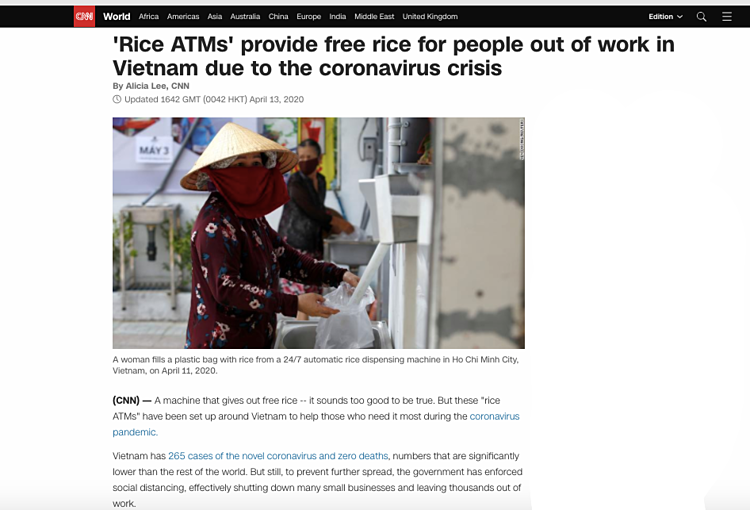 CNN World Africa Americas Asia Australia China Europe India Middle East United Kingdom Edition
'Rice ATMs' provide free rice for people out of work in
Vietnam due to the coronavirus crisis
By Alicia Lee, CNN
Updated 1642 GMT (0042 HKT) April 13, 2020
MAY 3
A woman fills a plastic bag with rice from a 24/7 automatic rice dispensing machine in Ho Chi Minh City,
Vietnam, on April 11, 2020.
(CNN) — A machine that gives out free rice -- it sounds too good to be true. But these "rice
ATMs" have been set up around Vietnam to help those who need it most during the coronavirus
pandemic.
Vietnam has 265 cases of the novel coronavirus and zero deaths, numbers that are significantly
lower than the rest of the world. But still, to prevent further spread, the government has enforced
social distancing, effectively shutting down many small businesses and leaving thousands out of
work.